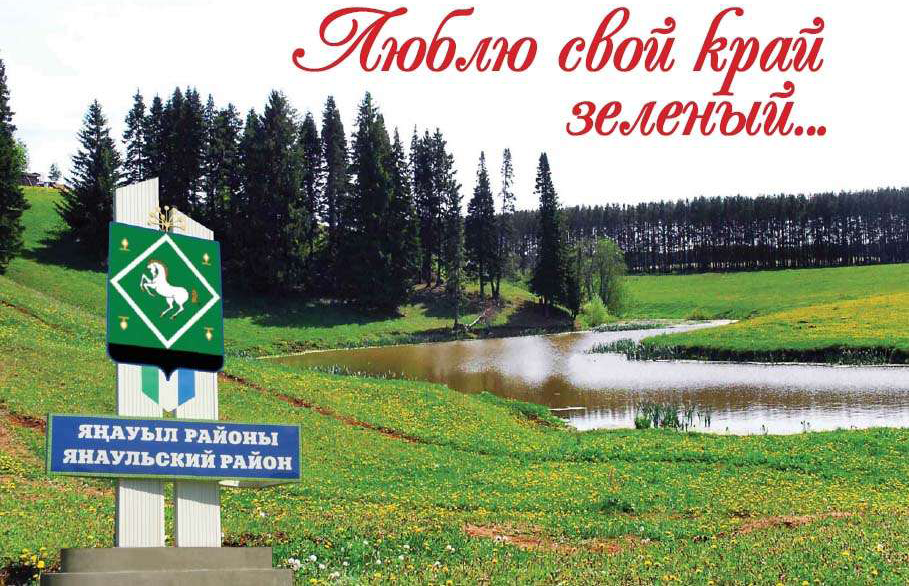 Люблю свой край
зеленый...
ЯҢАУЫЛ РАЙОНЫ
ЯНАУЛЬСКИЙ РАЙОН